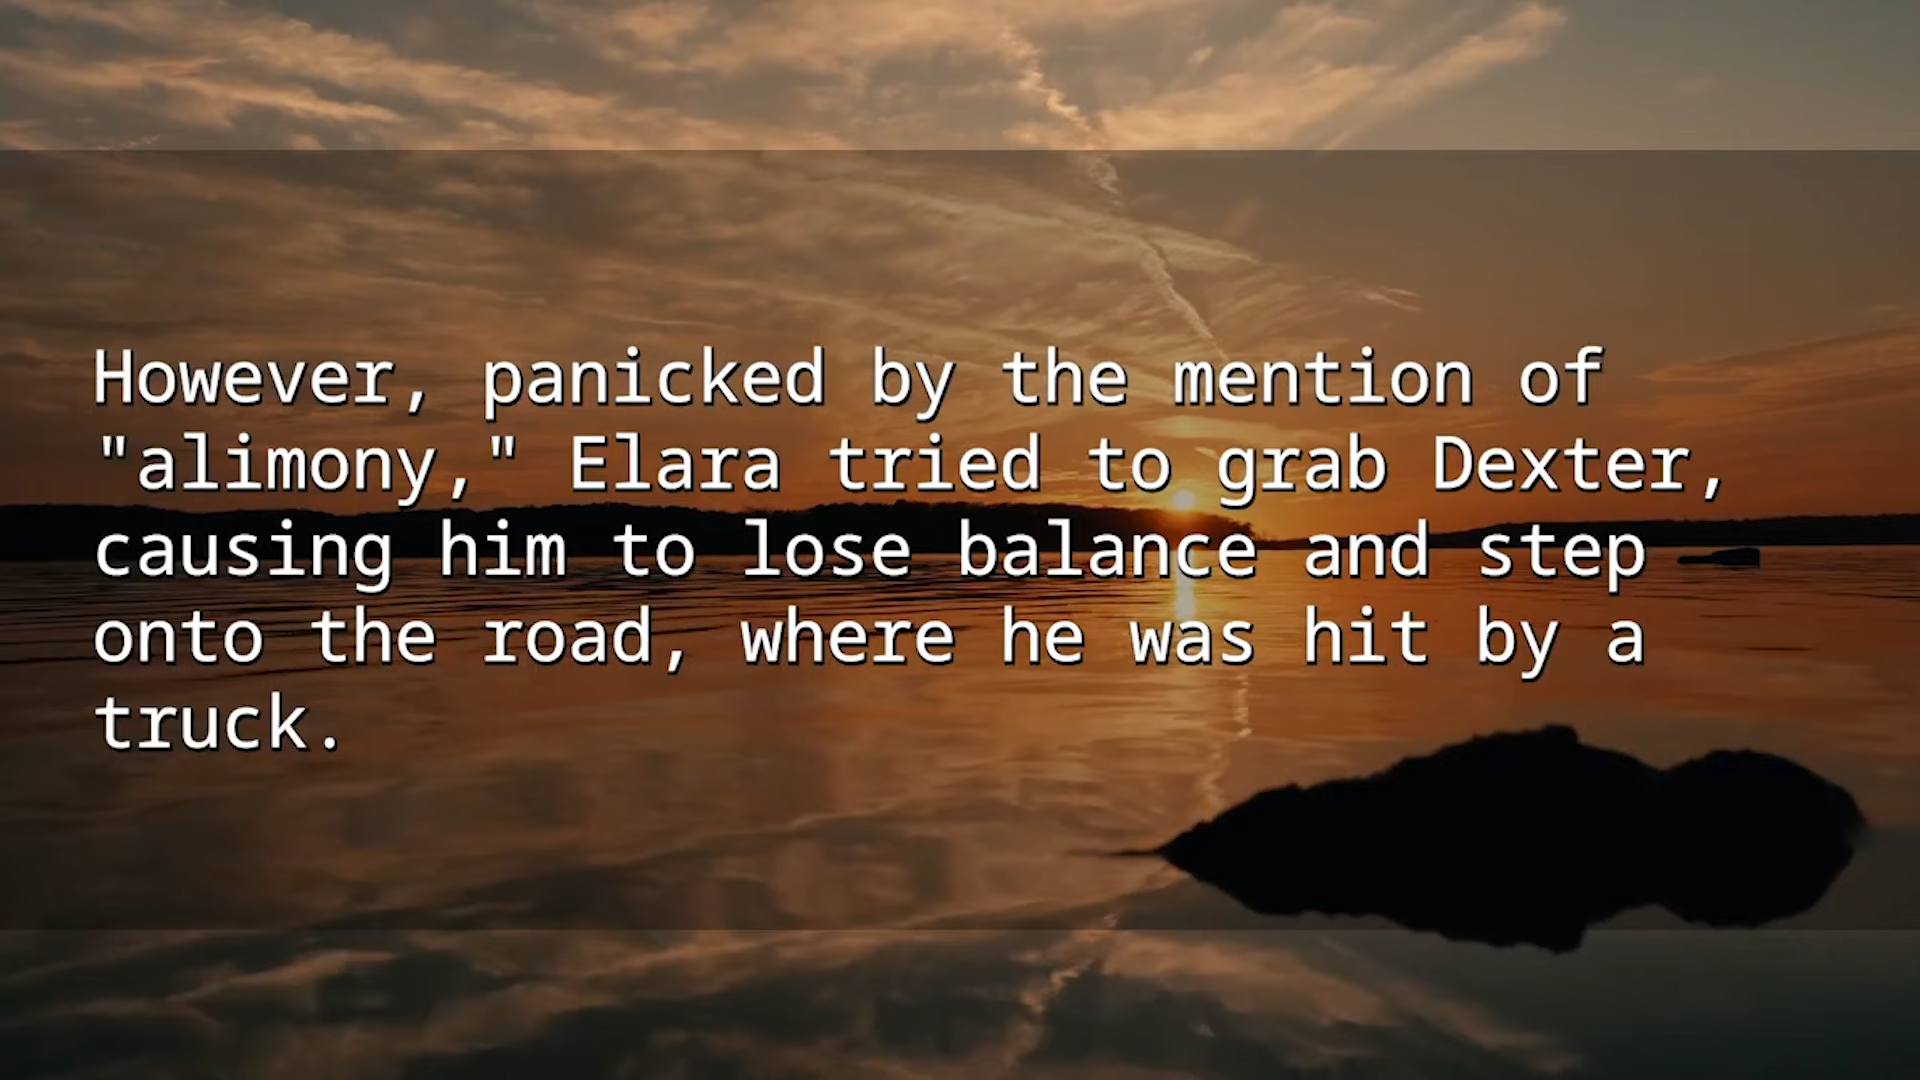 However, panicked by the mention of
"alimony," Elara tried to grab Dexter,
causing him to lose balance and step
onto the road, where he was hit by a
truck.